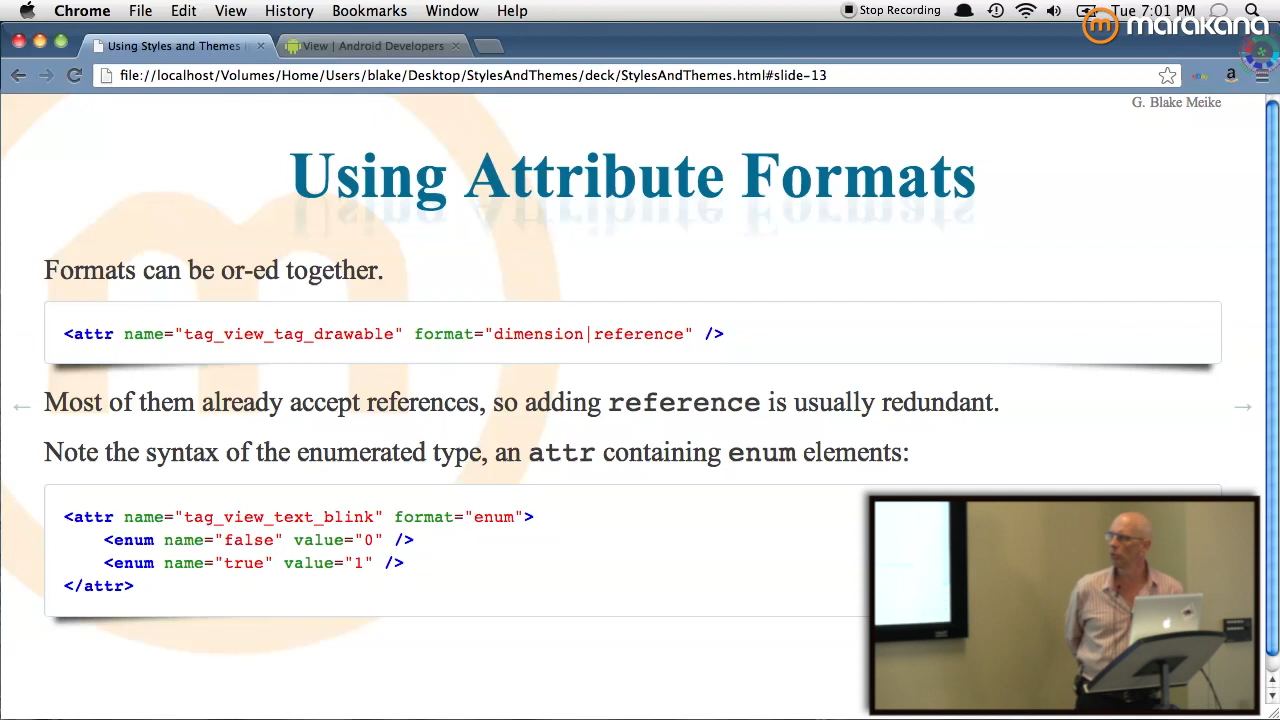 Chrome File Edit View History Bookmarks Window Help Stop Recording Tue 7:01 PM
marakana
Using Styles and Themes View | Android Developers
file://localhost/Volumes/Home/Users/blake/Desktop/StylesAndThemes/deck/StylesAndThemes.html#slide-13
G. Blake Meike
Using Attribute Formats
Formats can be or-ed together.
<attr name="tag_view_tag_drawable" format="dimension|reference" />
Most of them already accept references, so adding reference is usually redundant.
Note the syntax of the enumerated type, an attr containing enum elements:
<attr name="tag_view_text_blink" format="enum">
<enum name="false" value="0" />
<enum name="true" value="1" />
</attr>